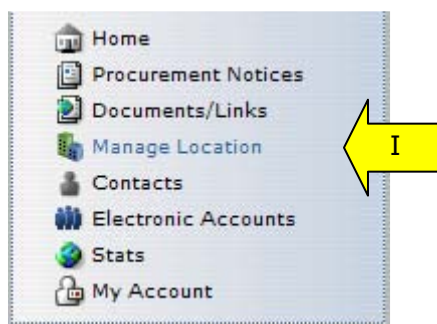 Home
Procurement Notices
Documents/Links
Manage Location
I
Contacts
Electronic Accounts
Stats
My Account